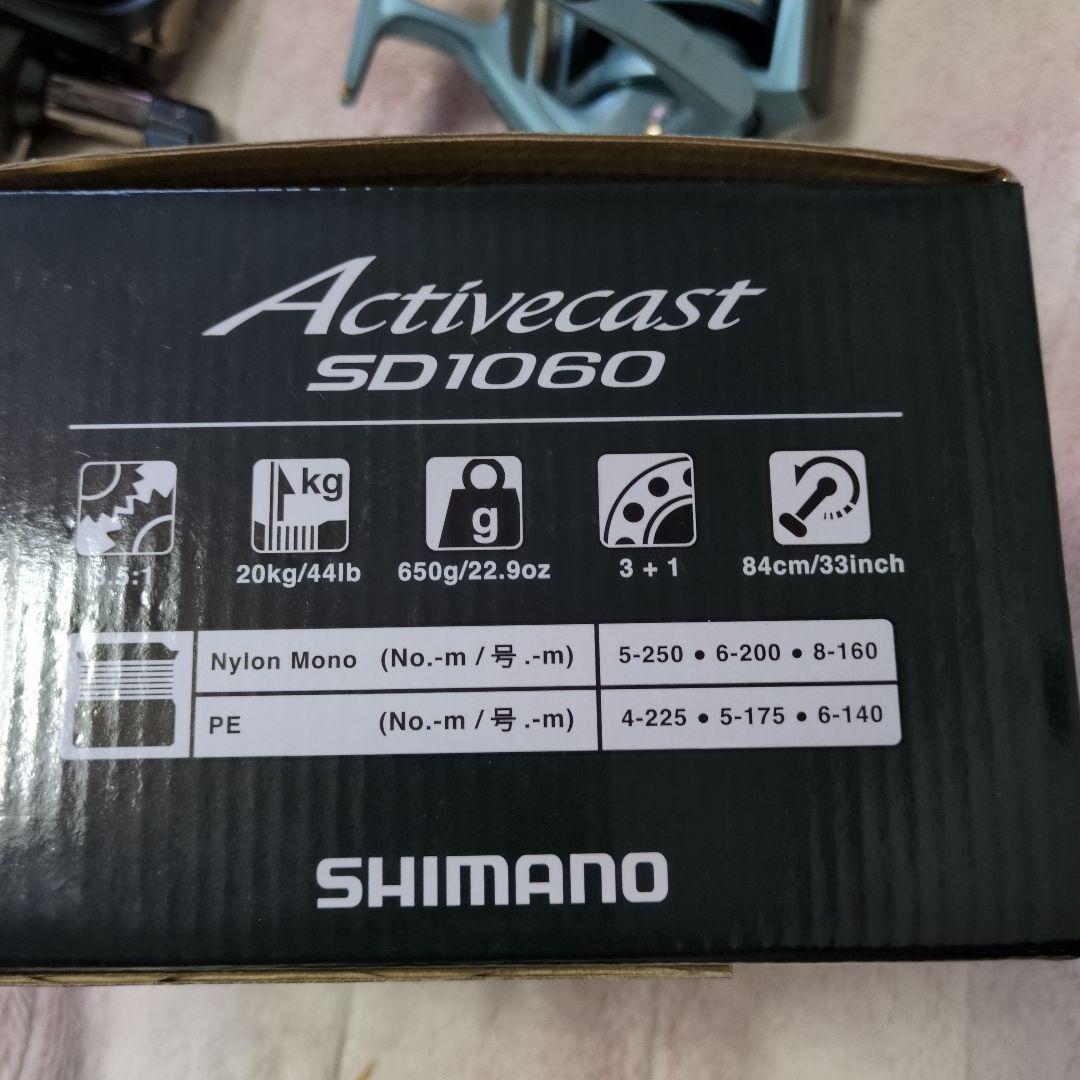 Activecast
SD1060
kg
g
20kg/44lb 650g/22.9oz 3 + 1 84cm/33inch
Nylon Mono (No.-m / 号.-m) 5-250 • 6-200 • 8-160
PE (No.-m / 号.-m) 4-225 • 5-175 • 6-140
SHIMANO